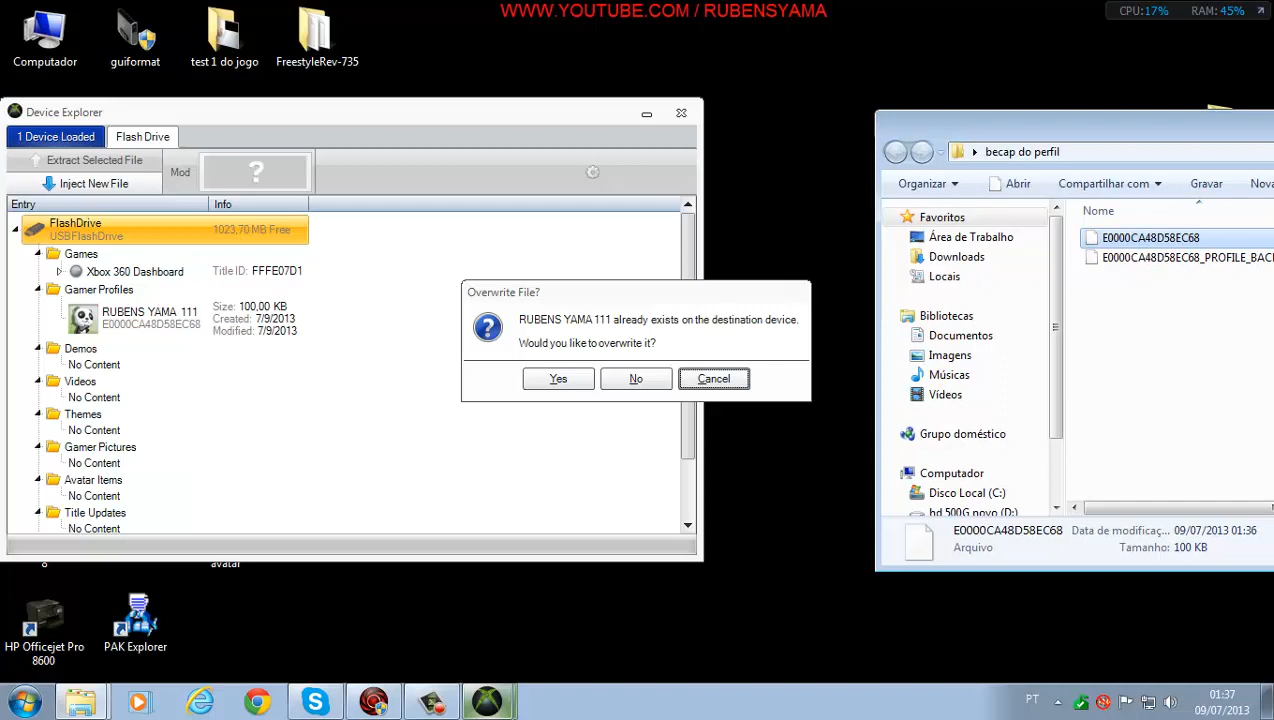 WWW.YOUTUBE.COM / RUBENSYAMA
CPU:17% RAM: 45%
Computador
guiformat
test 1 do jogo
FreestyleRev-735
Device Explorer
1 Device Loaded
Flash Drive
Extract Selected File
Inject New File
Mod
?
Entry
Info
FlashDrive
USBFlashDrive
1023,70 MB Free
Games
Xbox 360 Dashboard
Title ID: FFFE07D1
Gamer Profiles
RUBENS YAMA 111
E0000CA48D58EC68
Size: 100,00 KB
Created: 7/9/2013
Modified: 7/9/2013
Demos
No Content
Videos
No Content
Themes
No Content
Gamer Pictures
No Content
Avatar Items
No Content
Title Updates
No Content
Overwrite File?
RUBENS YAMA 111 already exists on the destination device.
Would you like to overwrite it?
Yes
No
Cancel
becap do perfil
Organizar
Abrir
Compartilhar com
Gravar
Nova
Nome
Favoritos
Área de Trabalho
Downloads
Locais
Bibliotecas
Documentos
Imagens
Músicas
Vídeos
Grupo doméstico
Computador
Disco Local (C:)
hd 500G novo (D:)
E0000CA48D58EC68
E0000CA48D58EC68_PROFILE_BAC
E0000CA48D58EC68
Data de modificaç... 09/07/2013 01:36
Arquivo
Tamanho: 100 KB
8
avatar
HP Officejet Pro
8600
PAK Explorer
PT
01:37
09/07/2013